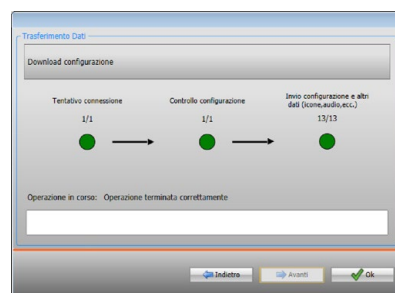 Trasferimento Dati
Download configurazione
Tentativo connessione
1/1
Controllo configurazione
1/1
Invio configurazione e altri
dati (icone,audio,ecc.)
13/13
Operazione in corso: Operazione terminata correttamente
Indietro
Avanti
Ok